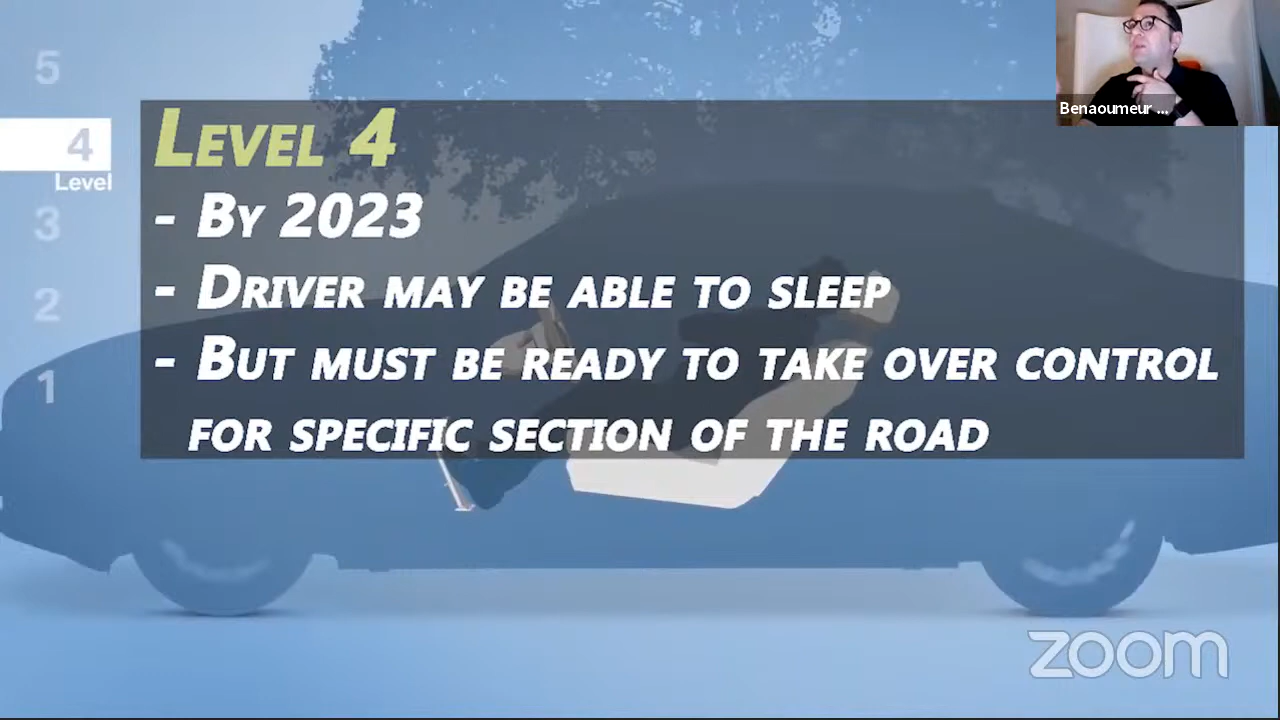 5
4
Level
3
2
1
LEVEL 4
- BY 2023
- DRIVER MAY BE ABLE TO SLEEP
- BUT MUST BE READY TO TAKE OVER CONTROL
FOR SPECIFIC SECTION OF THE ROAD
Benaoumeur ...
zoom